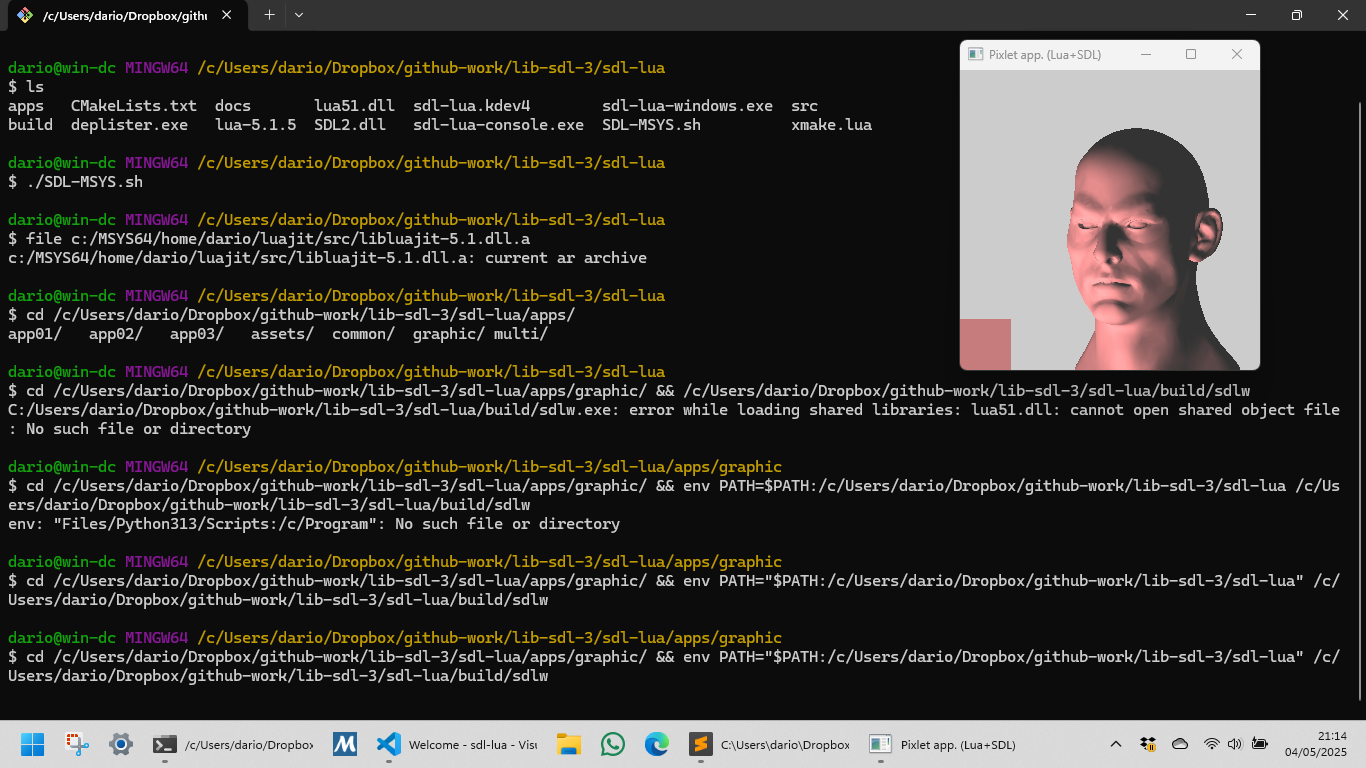 /c/Users/dario/Dropbox/githu
dario@win-dc MINGW64 /c/Users/dario/Dropbox/github-work/lib-sdl-3/sdl-lua
$ ls
apps CMakeLists.txt docs lua51.dll sdl-lua.kdev4 sdl-lua-windows.exe src
build deplister.exe lua-5.1.5 SDL2.dll sdl-lua-console.exe SDL-MSYS.sh xmake.lua
dario@win-dc MINGW64 /c/Users/dario/Dropbox/github-work/lib-sdl-3/sdl-lua
$ ./SDL-MSYS.sh
dario@win-dc MINGW64 /c/Users/dario/Dropbox/github-work/lib-sdl-3/sdl-lua
$ file c:/MSYS64/home/dario/luajit/src/libluajit-5.1.dll.a
c:/MSYS64/home/dario/luajit/src/libluajit-5.1.dll.a: current ar archive
dario@win-dc MINGW64 /c/Users/dario/Dropbox/github-work/lib-sdl-3/sdl-lua
$ cd /c/Users/dario/Dropbox/github-work/lib-sdl-3/sdl-lua/apps/
app01/ app02/ app03/ assets/ common/ graphic/ multi/
dario@win-dc MINGW64 /c/Users/dario/Dropbox/github-work/lib-sdl-3/sdl-lua
$ cd /c/Users/dario/Dropbox/github-work/lib-sdl-3/sdl-lua/apps/graphic/ && /c/Users/dario/Dropbox/github-work/lib-sdl-3/sdl-lua/build/sdlw
C:/Users/dario/Dropbox/github-work/lib-sdl-3/sdl-lua/build/sdlw.exe: error while loading shared libraries: lua51.dll: cannot open shared object file
: No such file or directory
dario@win-dc MINGW64 /c/Users/dario/Dropbox/github-work/lib-sdl-3/sdl-lua/apps/graphic
$ cd /c/Users/dario/Dropbox/github-work/lib-sdl-3/sdl-lua/apps/graphic/ && env PATH=$PATH:/c/Users/dario/Dropbox/github-work/lib-sdl-3/sdl-lua /c/Us
ers/dario/Dropbox/github-work/lib-sdl-3/sdl-lua/build/sdlw
env: "Files/Python313/Scripts:/c/Program": No such file or directory
dario@win-dc MINGW64 /c/Users/dario/Dropbox/github-work/lib-sdl-3/sdl-lua/apps/graphic
$ cd /c/Users/dario/Dropbox/github-work/lib-sdl-3/sdl-lua/apps/graphic/ && env PATH="$PATH:/c/Users/dario/Dropbox/github-work/lib-sdl-3/sdl-lua" /c/
Users/dario/Dropbox/github-work/lib-sdl-3/sdl-lua/build/sdlw
dario@win-dc MINGW64 /c/Users/dario/Dropbox/github-work/lib-sdl-3/sdl-lua/apps/graphic
$ cd /c/Users/dario/Dropbox/github-work/lib-sdl-3/sdl-lua/apps/graphic/ && env PATH="$PATH:/c/Users/dario/Dropbox/github-work/lib-sdl-3/sdl-lua" /c/
Users/dario/Dropbox/github-work/lib-sdl-3/sdl-lua/build/sdlw
Pixlet app. (Lua+SDL)
/c/Users/dario/Dropbox
M
Welcome - sdl-lua - Visu
C:\Users\dario\Dropbox
Pixlet app. (Lua+SDL)
21:14
04/05/2025